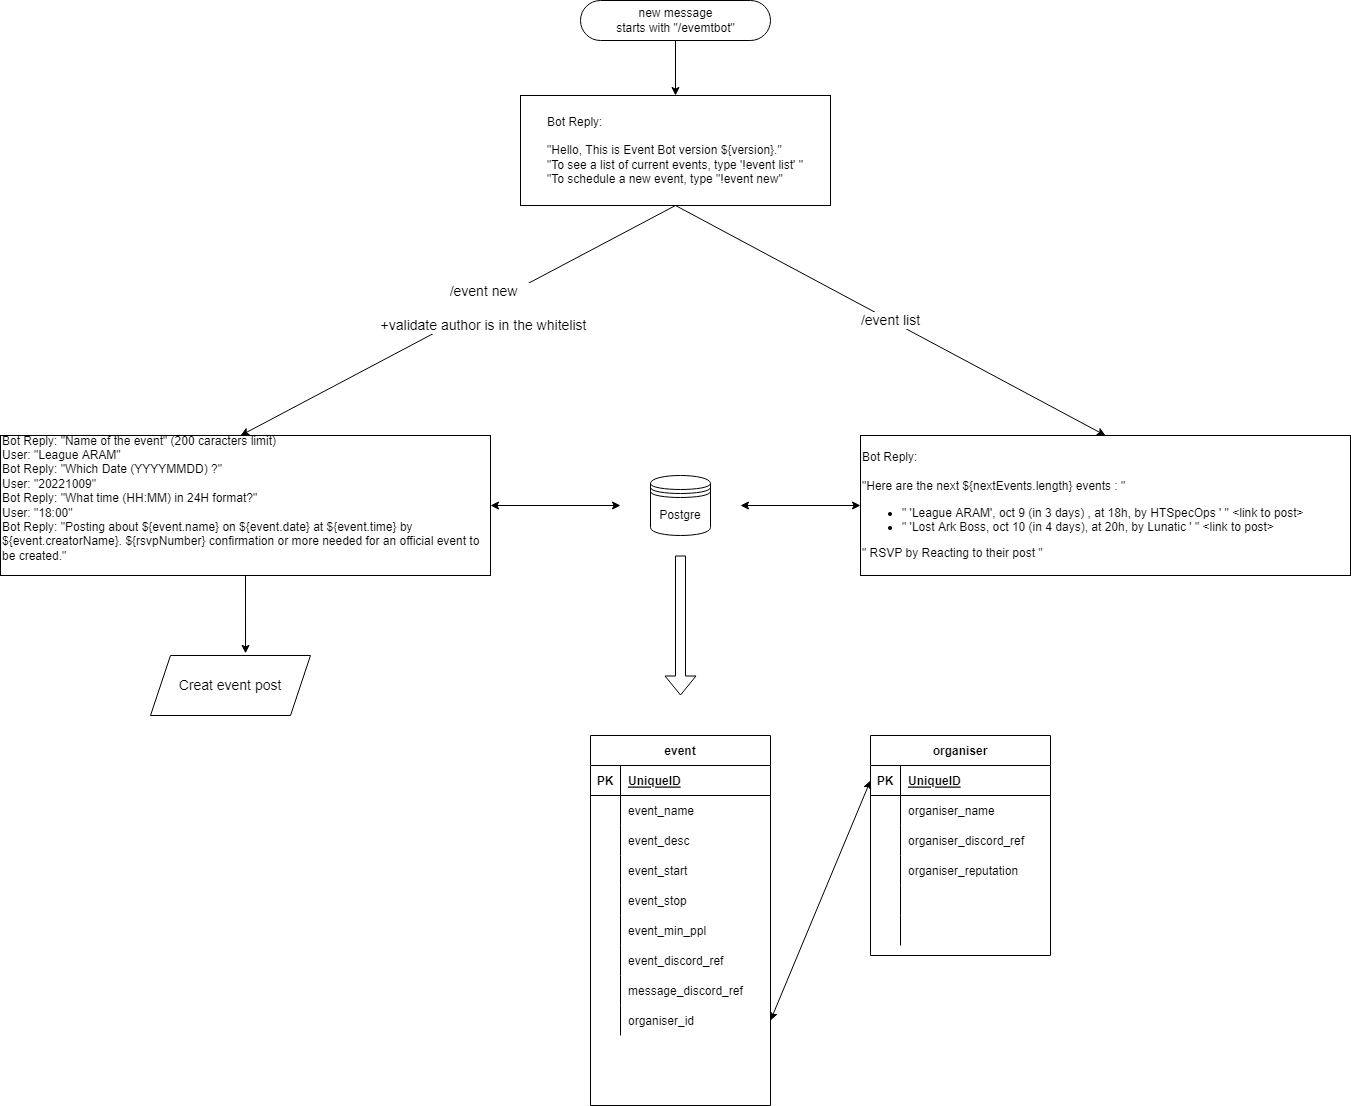 new message
starts with "/evemtbot"
Bot Reply:
"Hello, This is Event Bot version ${version}."
"To see a list of current events, type '!event list' "
"To schedule a new event, type "!event new"
/event new
+validate author is in the whitelist
/event list
Bot Reply: "Name of the event" (200 caracters limit)
User: "League ARAM"
Bot Reply: "Which Date (YYYYMMDD) ?"
User: "20221009"
Bot Reply: "What time (HH:MM) in 24H format?"
User: "18:00"
Bot Reply: "Posting about ${event.name} on ${event.date} at ${event.time} by
${event.creatorName}. ${rsvpNumber} confirmation or more needed for an official event to
be created."
Postgre
Bot Reply:
"Here are the next ${nextEvents.length} events : "
• " 'League ARAM', oct 9 (in 3 days) , at 18h, by HTSpecOps ' " <link to post>
• " 'Lost Ark Boss, oct 10 (in 4 days), at 20h, by Lunatic ' " <link to post>
" RSVP by Reacting to their post "
Creat event post
event
PK UniqueID
event_name
event_desc
event_start
event_stop
event_min_ppl
event_discord_ref
message_discord_ref
organiser_id
organiser
PK UniqueID
organiser_name
organiser_discord_ref
organiser_reputation